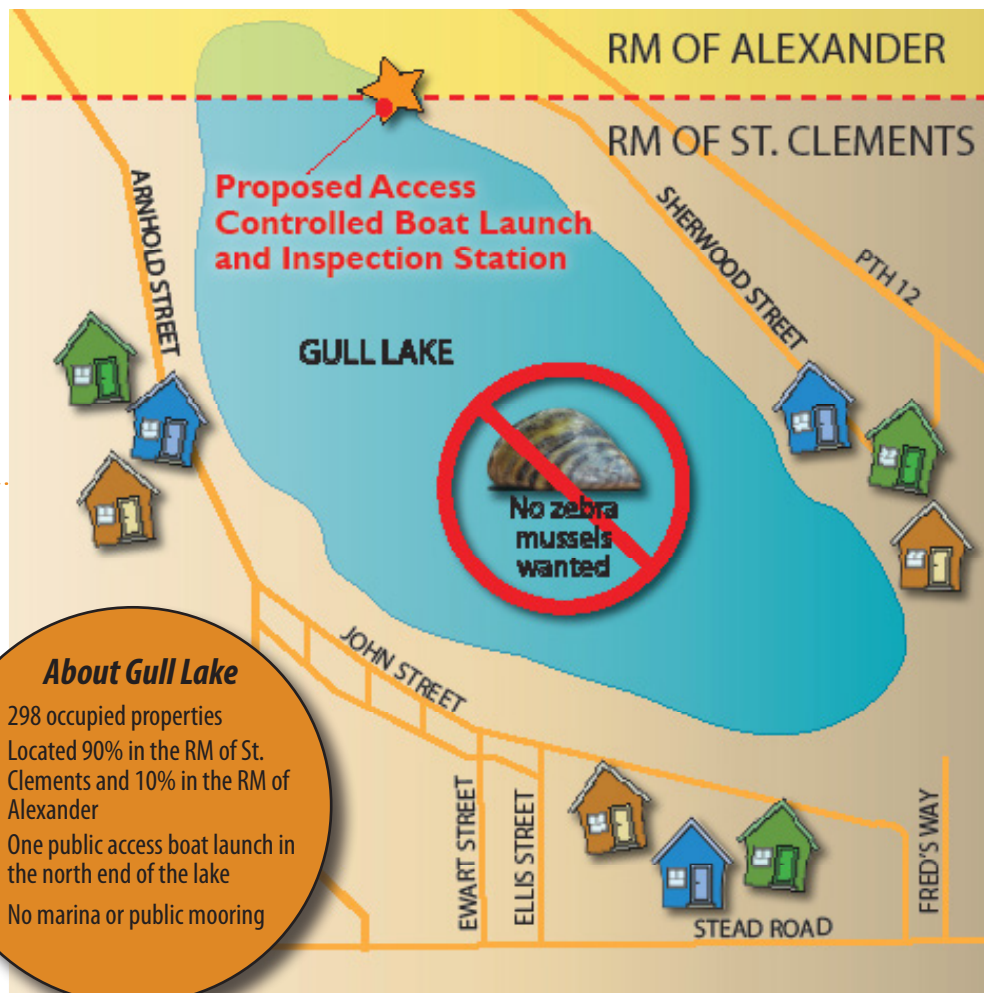 RM OF ALEXANDER
RM OF ST. CLEMENTS
Proposed Access
Controlled Boat Launch
and Inspection Station
ARNHOLD STREET
SHERWOOD STREET
PTH 12
GULL LAKE
No zebra
mussels
wanted
JOHN STREET
About Gull Lake
298 occupied properties
Located 90% in the RM of St.
Clements and 10% in the RM of
Alexander
One public access boat launch in
the north end of the lake
No marina or public mooring
EWART STREET
ELLIS STREET
FRED'S WAY
STEAD ROAD